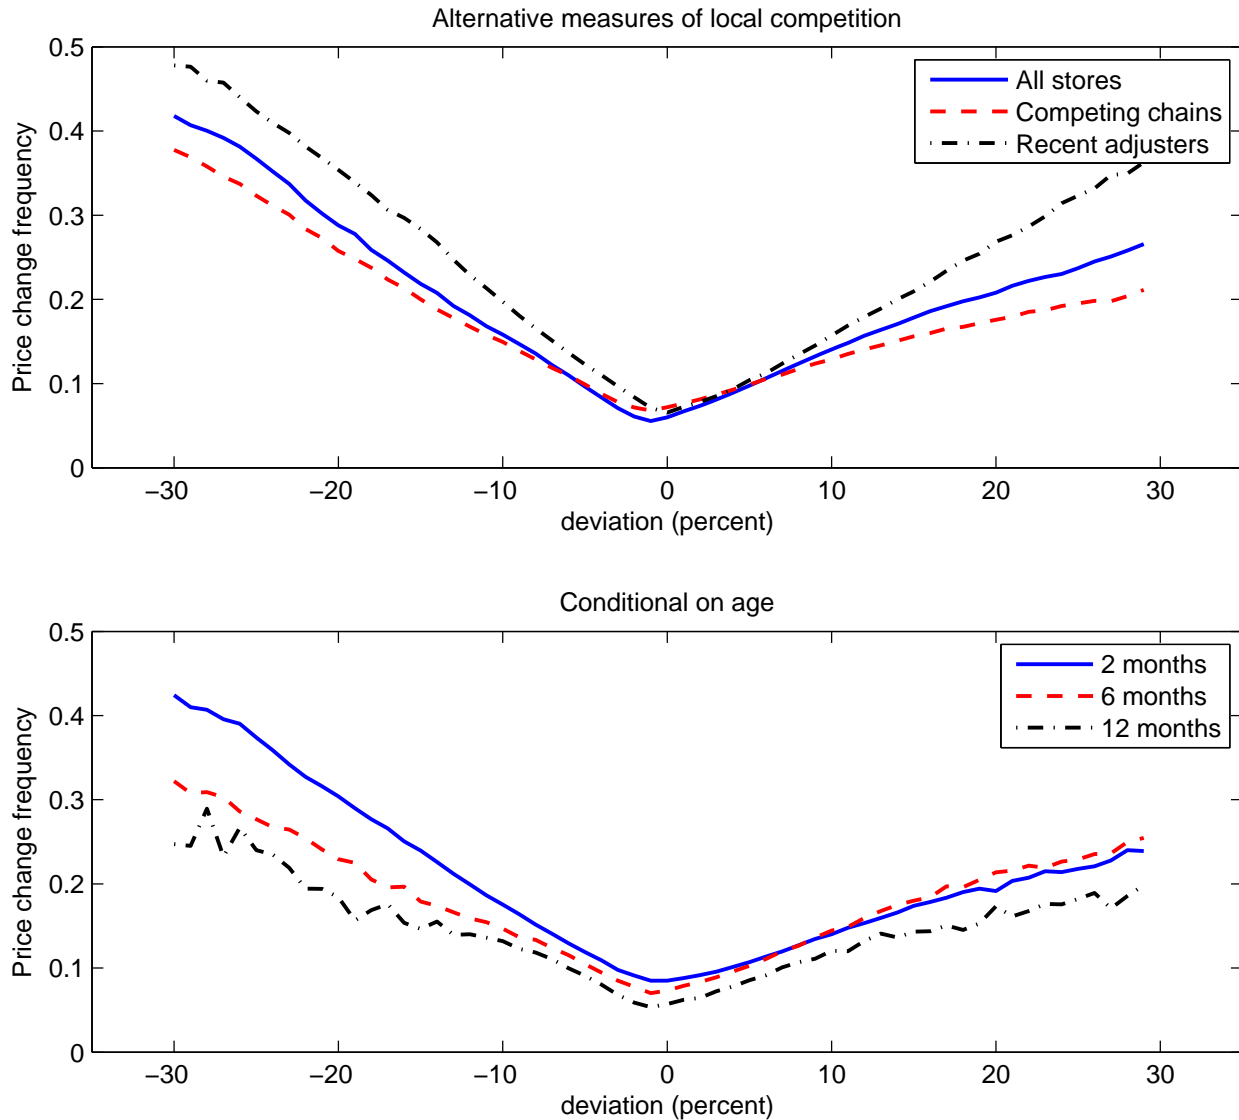 Alternative measures of local competition
0.5
0.4
0.3
0.2
0.1
0
Price change frequency
All stores
Competing chains
Recent adjusters
−30 −20 −10 0 10 20 30
deviation (percent)
Conditional on age
0.5
0.4
0.3
0.2
0.1
0
Price change frequency
2 months
6 months
12 months
−30 −20 −10 0 10 20 30
deviation (percent)